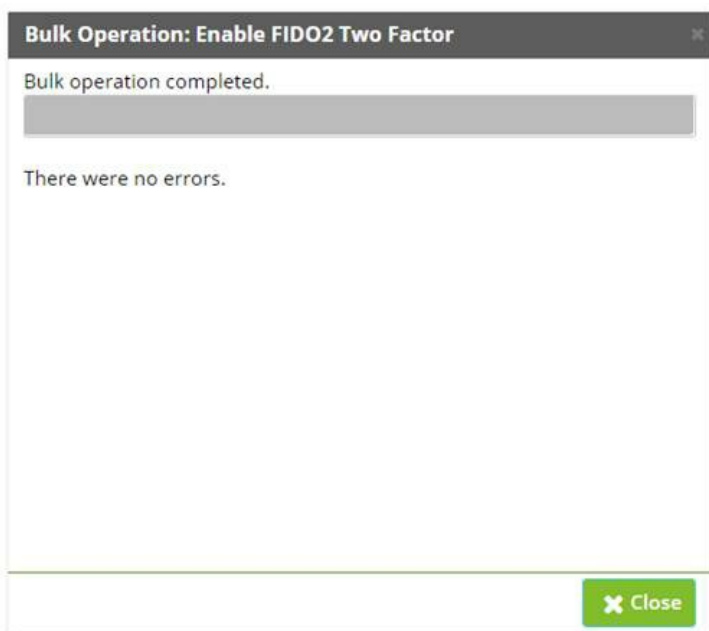 Bulk Operation: Enable FIDO2 Two Factor
Bulk operation completed.
There were no errors.
Close